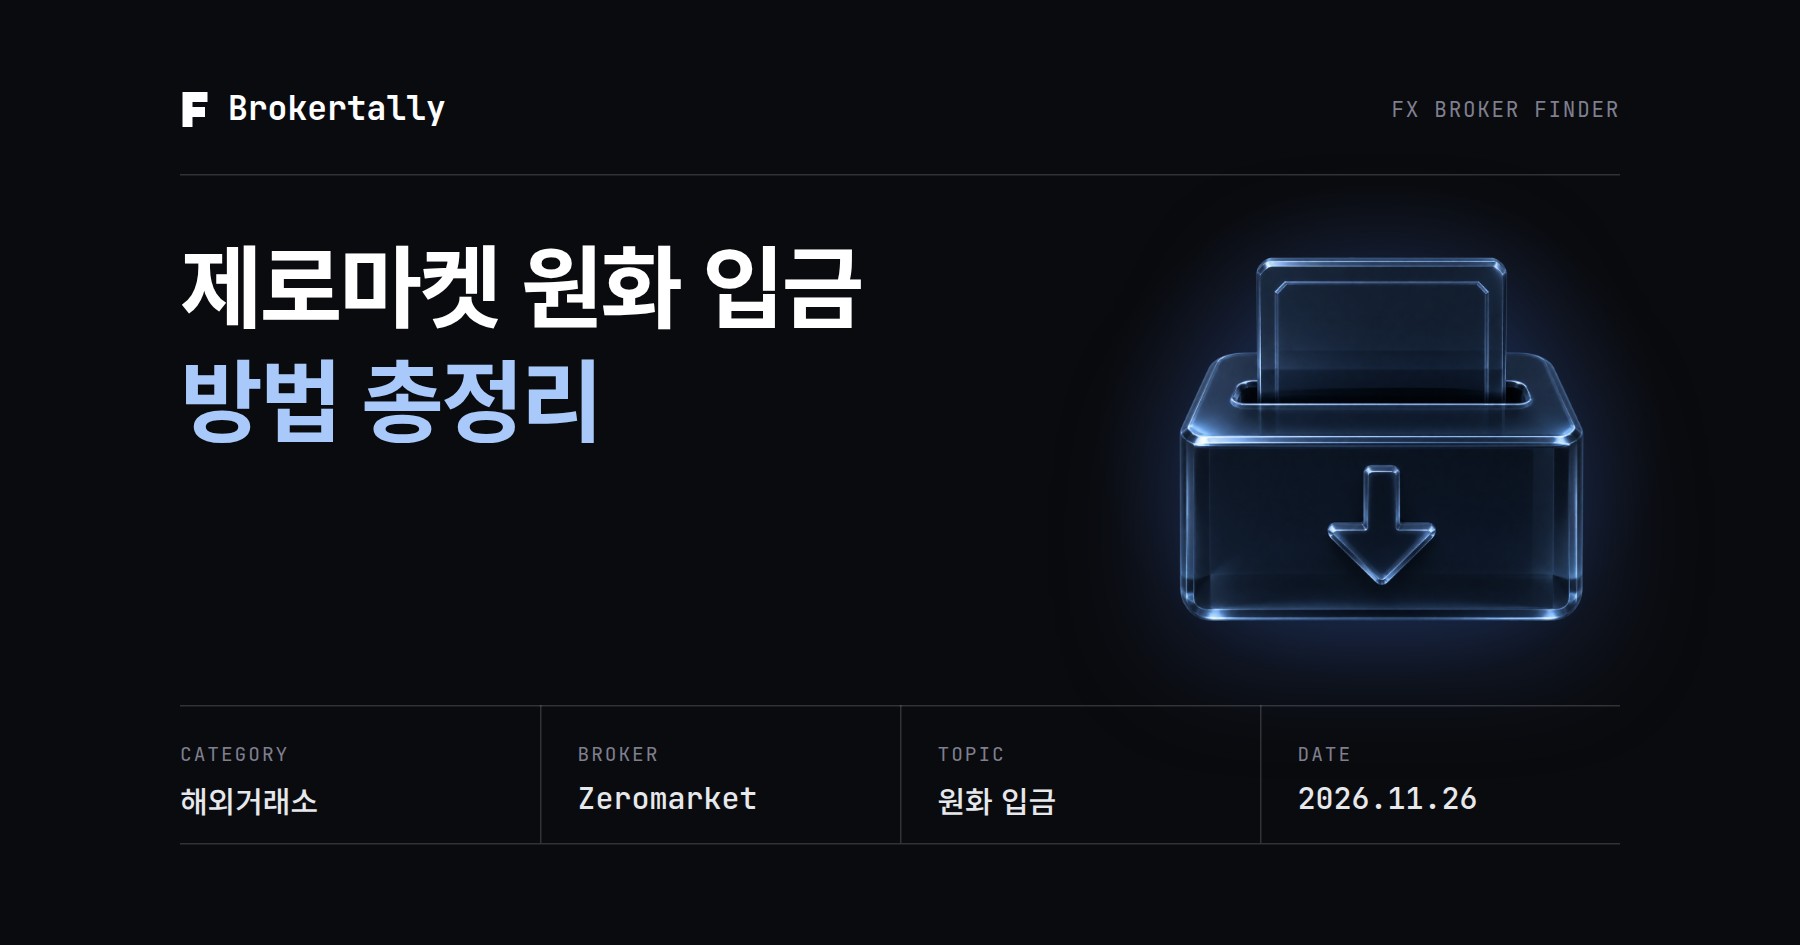 Brokertally
FX BROKER FINDER
제로마켓 원화 입금
방법 총정리
CATEGORY
해외거래소
BROKER
Zeromarket
TOPIC
원화 입금
DATE
2026.11.26